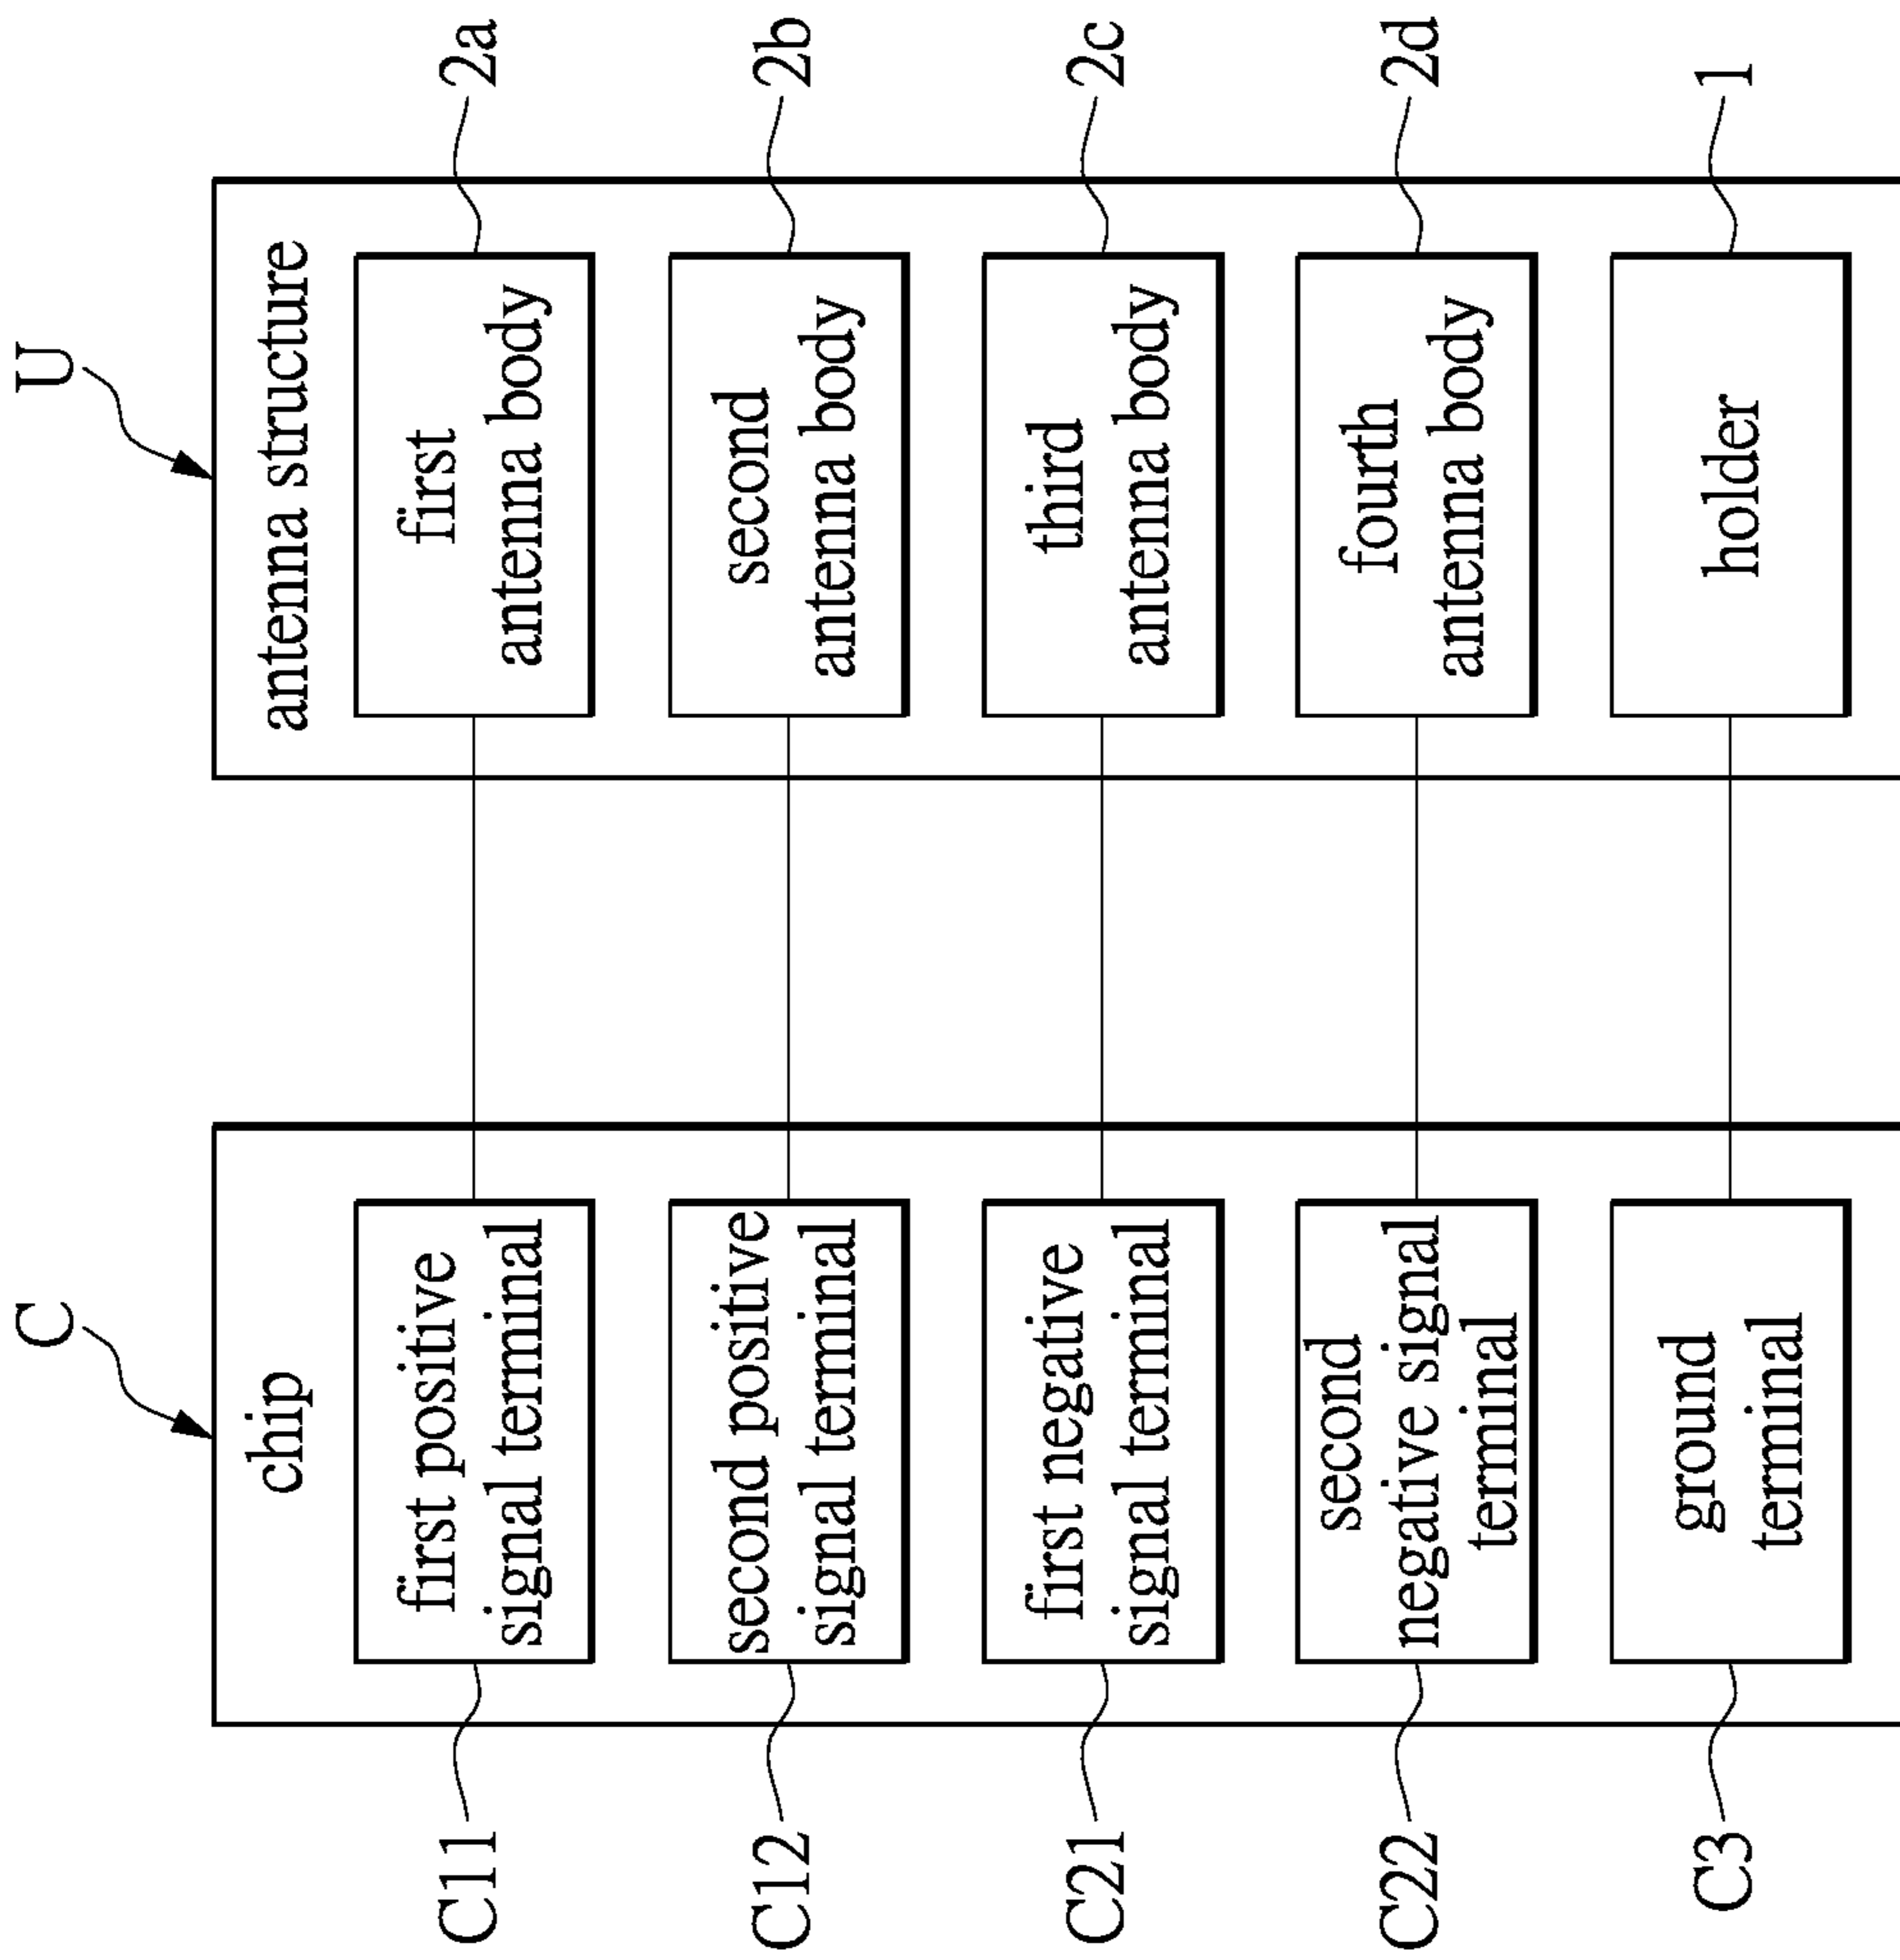 C
U
chip
antenna structure
C11
first positive
signal terminal
first
antenna body
2a
C12
second positive
signal terminal
second
antenna body
2b
C21
first negative
signal terminal
third
antenna body
2c
C22
second
negative signal
terminal
fourth
antenna body
2d
C3
ground
terminal
holder
1